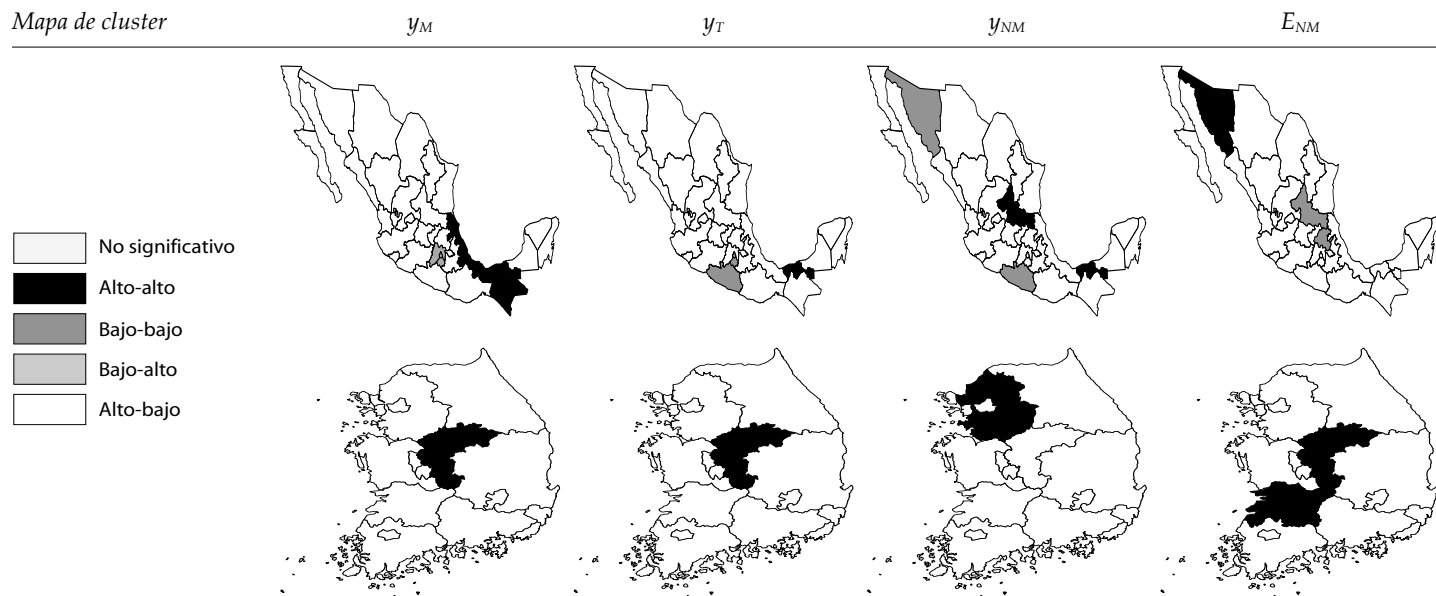 Mapa de cluster y_M y_T y_NM E_NM
No significativo
Alto-alto
Bajo-bajo
Bajo-alto
Alto-bajo